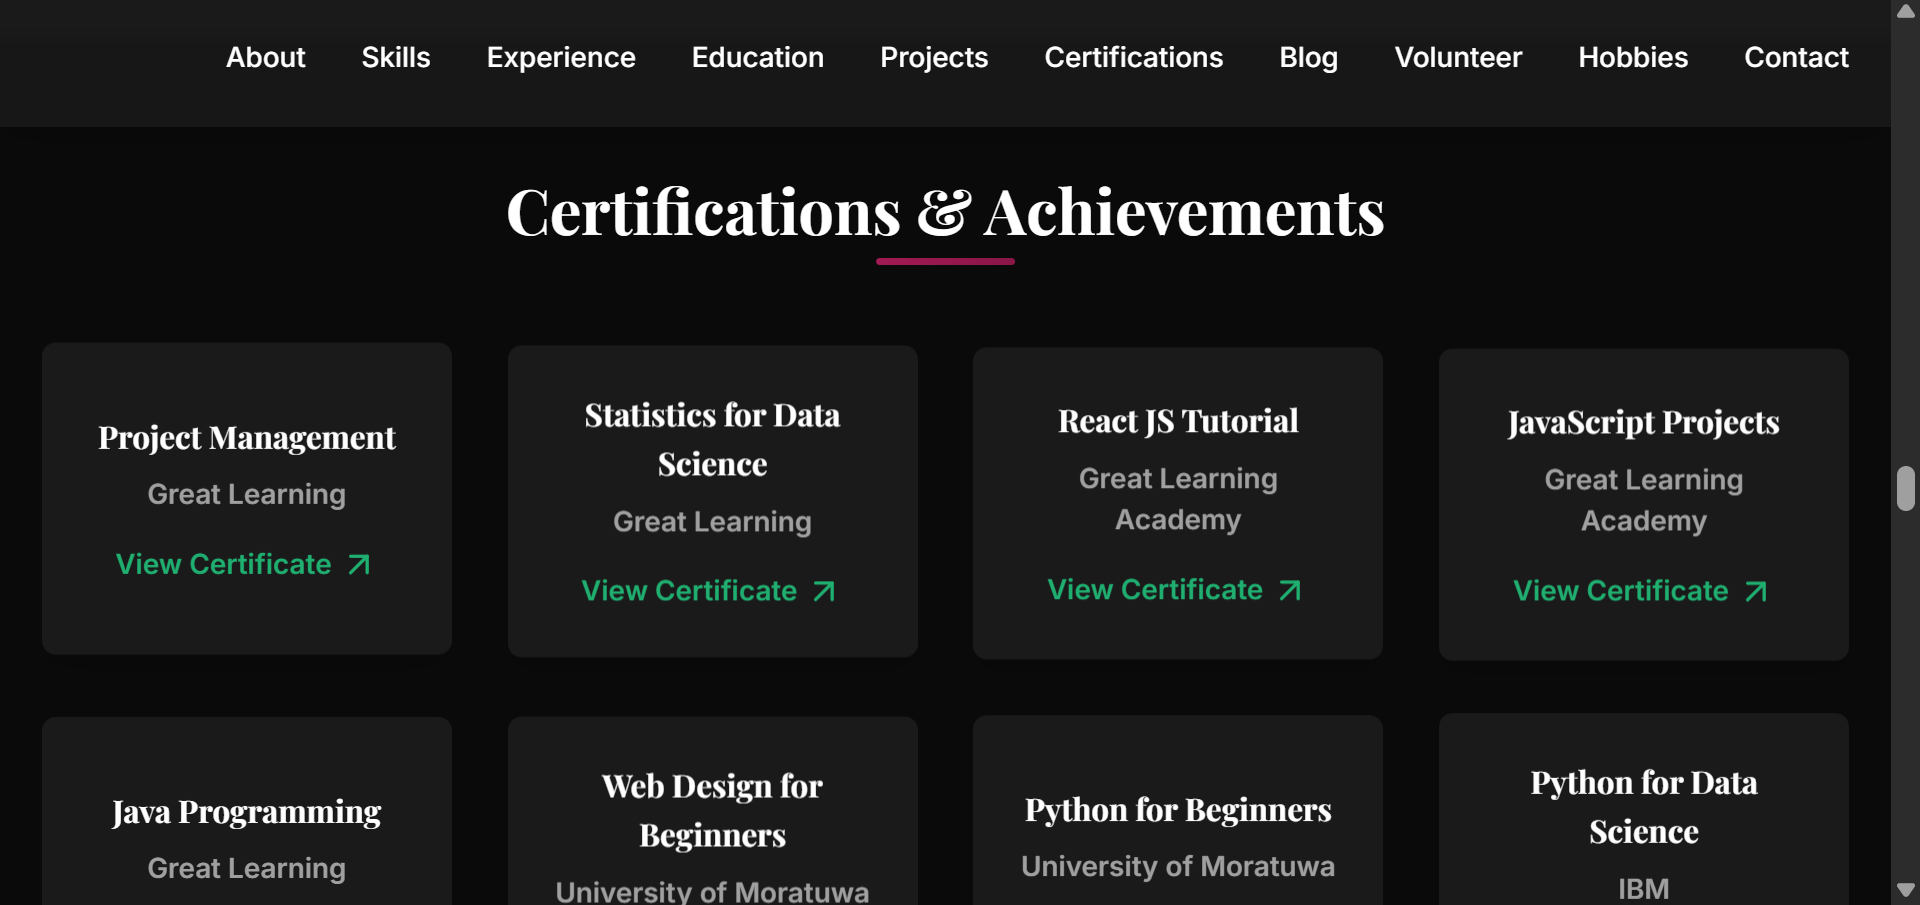 About Skills Experience Education Projects Certifications Blog Volunteer Hobbies Contact
Certifications & Achievements
Project Management
Great Learning
View Certificate
Statistics for Data
Science
Great Learning
View Certificate
React JS Tutorial
Great Learning
Academy
View Certificate
JavaScript Projects
Great Learning
Academy
View Certificate
Java Programming
Great Learning
Web Design for
Beginners
University of Moratuwa
Python for Beginners
University of Moratuwa
Python for Data
Science
IBM